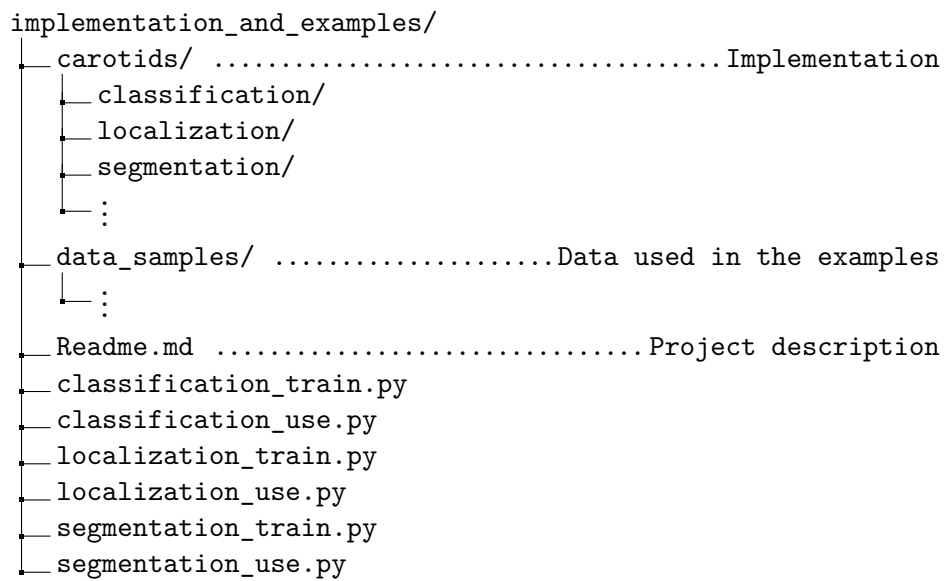 implementation_and_examples/
carotids/ ......................................Implementation
classification/
localization/
segmentation/
⋮
data_samples/ .....................Data used in the examples
⋮
Readme.md ................................Project description
classification_train.py
classification_use.py
localization_train.py
localization_use.py
segmentation_train.py
segmentation_use.py